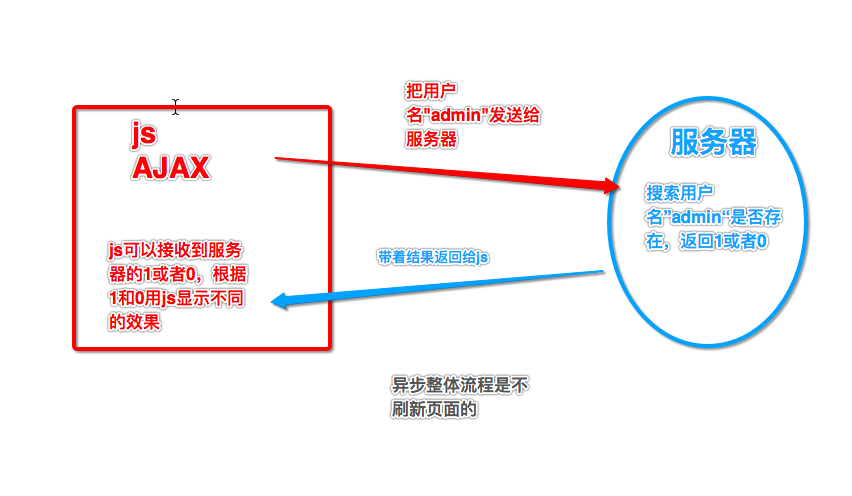 把用户
名"admin"发送给
服务器
js
AJAX
服务器
搜索用户
名”admin“是否存
在，返回1或者0
js可以接收到服务
器的1或者0，根据
1和0用js显示不同
的效果
带着结果返回给js
异步整体流程是不
刷新页面的